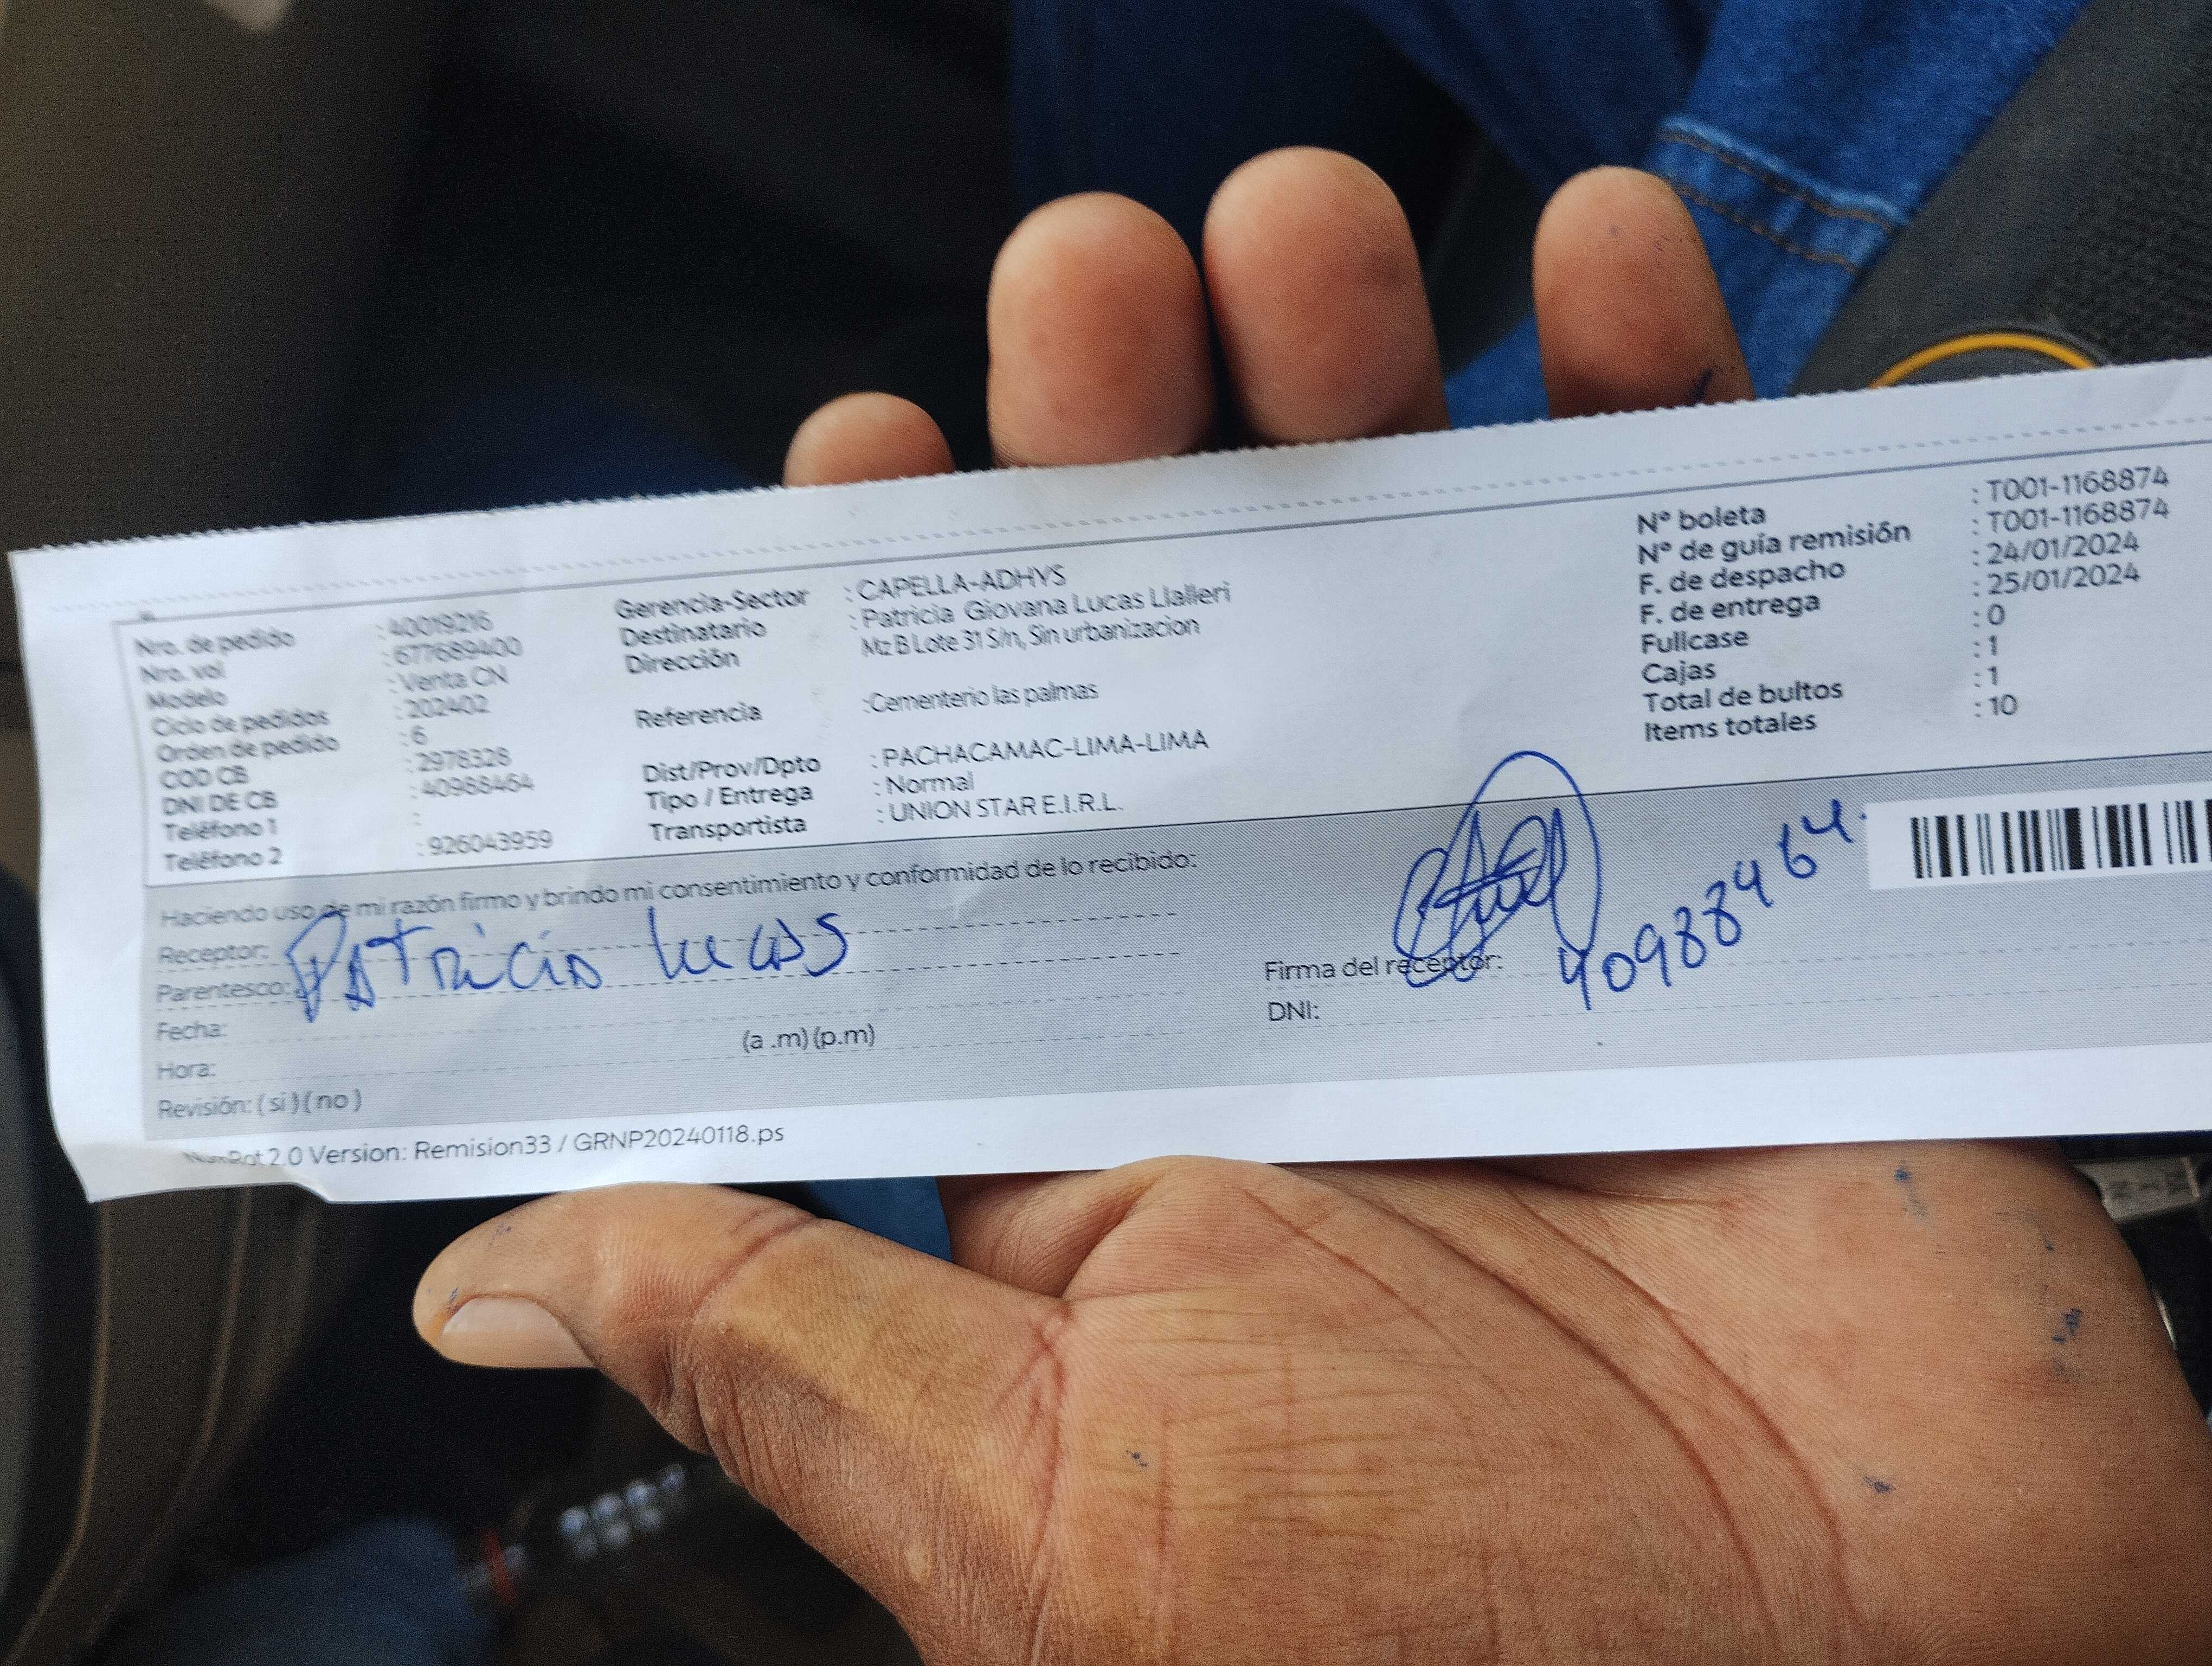 Nro. de pedido : 40019216
Nro. vol : 677689400
Modelo : Venta CN
Ciclo de pedidos : 202402
Orden de pedido : 6
COD CB : 2978328
DNI DE CB : 40988464
Teléfono 1 :
Teléfono 2 : 926043959
Gerencia-Sector : CAPELLA-ADHVS
Destinatario : Patricia Giovana Lucas Llalleri
Dirección Mz B Lote 31 S/n, Sin urbanizacion
Referencia :Cementerio las palmas
Dist/Prov/Dpto : PACHACAMAC-LIMA-LIMA
Tipo / Entrega : Normal
Transportista : UNION STAR E.I.R.L.
N° boleta : T001-1168874
N° de guía remisión : T001-1168874
F. de despacho : 24/01/2024
F. de entrega : 25/01/2024
Fullcase : 0
Cajas : 1
Total de bultos : 1
Items totales : 10
Haciendo uso de mi razón firmo y brindo mi consentimiento y conformidad de lo recibido:
Receptor: Patricia Lucas
Parentesco:
Fecha:
Hora: (a .m) (p.m)
Revisión: ( si ) ( no )
Firma del receptor:
DNI: 40988464.
2.0 Version: Remision33 / GRNP20240118.ps